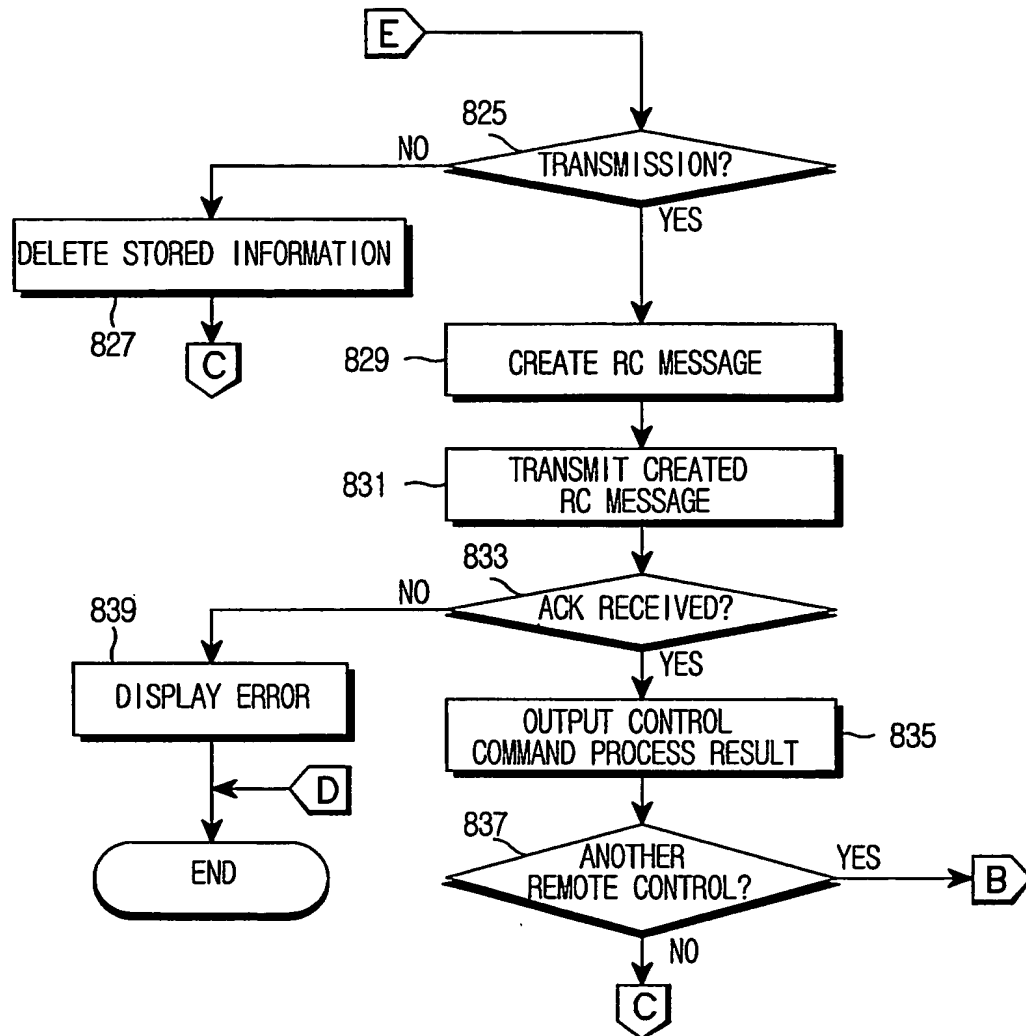 E
825
NO
TRANSMISSION?
YES
DELETE STORED INFORMATION
827
C
829
CREATE RC MESSAGE
831
TRANSMIT CREATED
RC MESSAGE
833
NO
ACK RECEIVED?
839
YES
DISPLAY ERROR
OUTPUT CONTROL
COMMAND PROCESS RESULT
835
D
837
END
ANOTHER
REMOTE CONTROL?
YES
B
NO
C